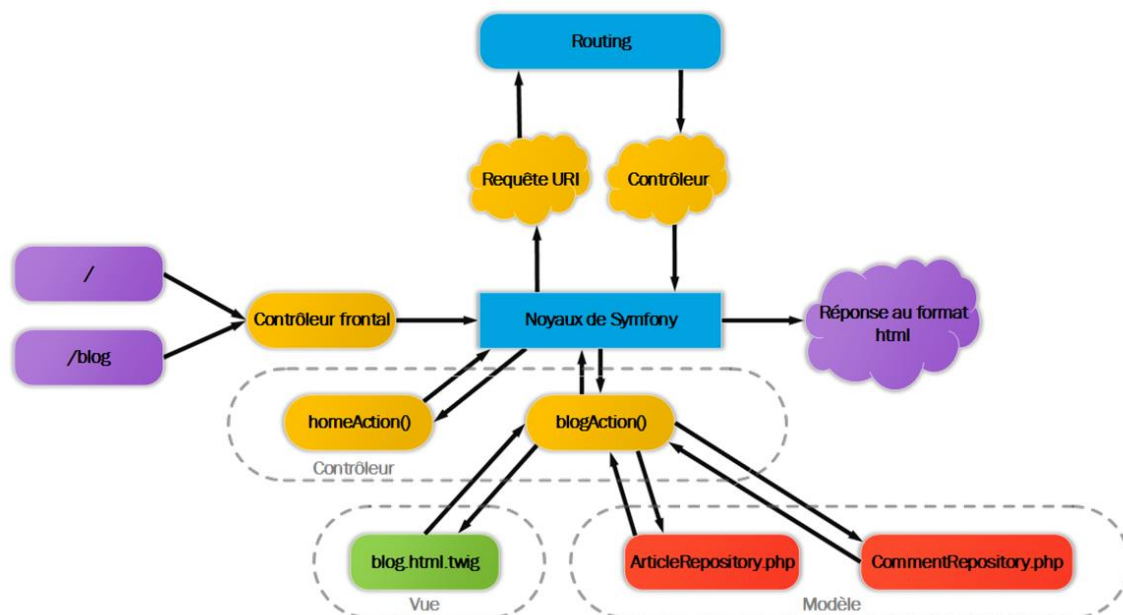 Routing
Requête URI
Contrôleur
/
/blog
Contrôleur frontal
Noyaux de Symfony
Réponse au format
html
homeAction()
blogAction()
Contrôleur
blog.html.twig
ArticleRepository.php
CommentRepository.php
Vue
Modèle